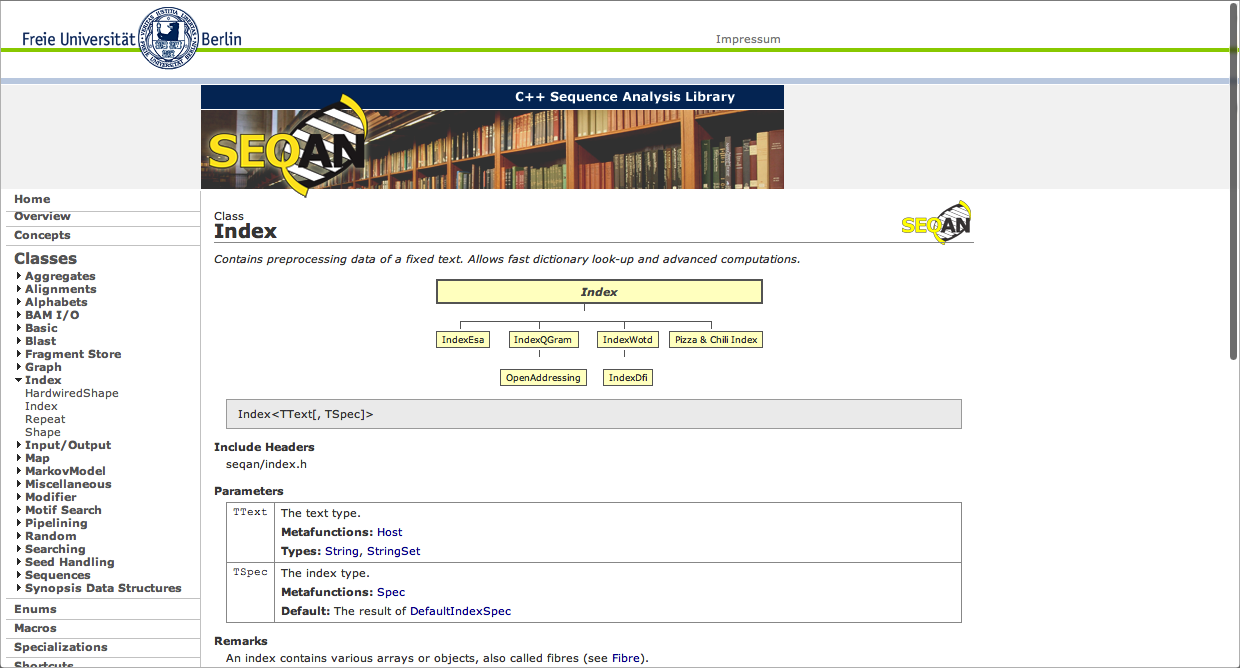 Freie Universität Berlin
Impressum
C++ Sequence Analysis Library
SEQAN
Home
Overview
Concepts
Classes
Aggregates
Alignments
Alphabets
BAM I/O
Basic
Blast
Fragment Store
Graph
Index
HardwiredShape
Index
Repeat
Shape
Input/Output
Map
MarkovModel
Miscellaneous
Modifier
Motif Search
Pipelining
Random
Searching
Seed Handling
Sequences
Synopsis Data Structures
Enums
Macros
Specializations
Shortcuts
Class
Index
SEQAN
Contains preprocessing data of a fixed text. Allows fast dictionary look-up and advanced computations.
Index
IndexEsa IndexQGram IndexWotd Pizza & Chili Index
OpenAddressing IndexDfi
Index<TText[, TSpec]>
Include Headers
seqan/index.h
Parameters
TText The text type.
Metafunctions: Host
Types: String, StringSet
TSpec The index type.
Metafunctions: Spec
Default: The result of DefaultIndexSpec
Remarks
An index contains various arrays or objects, also called fibres (see Fibre).